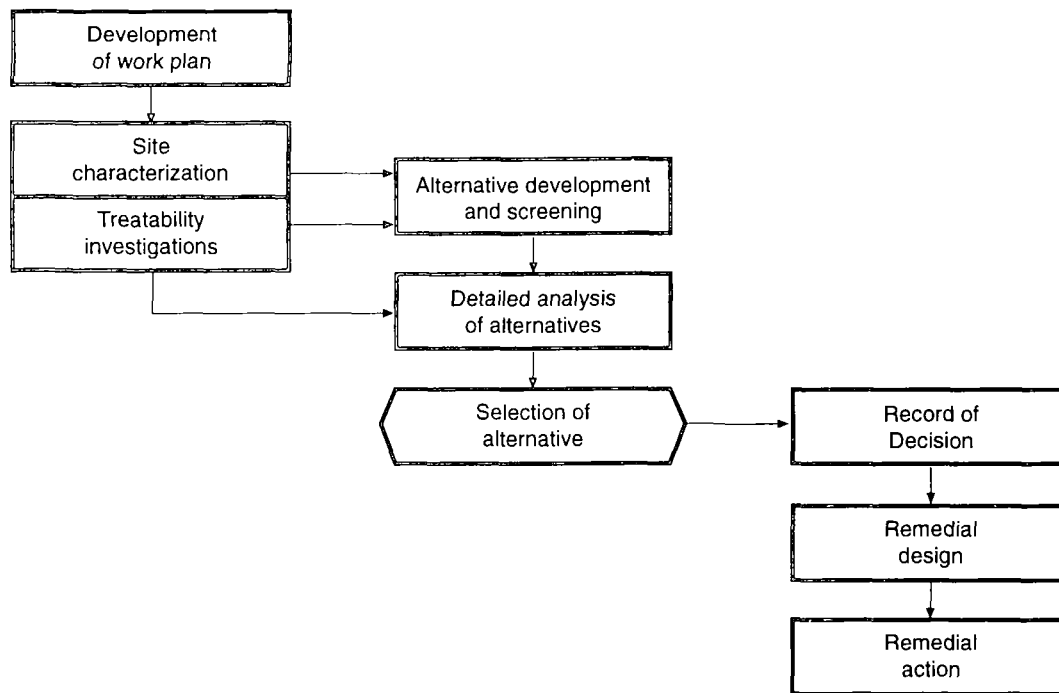 Development
of work plan
Site
characterization
Treatability
investigations
Alternative development
and screening
Detailed analysis
of alternatives
Selection of
alternative
Record of
Decision
Remedial
design
Remedial
action